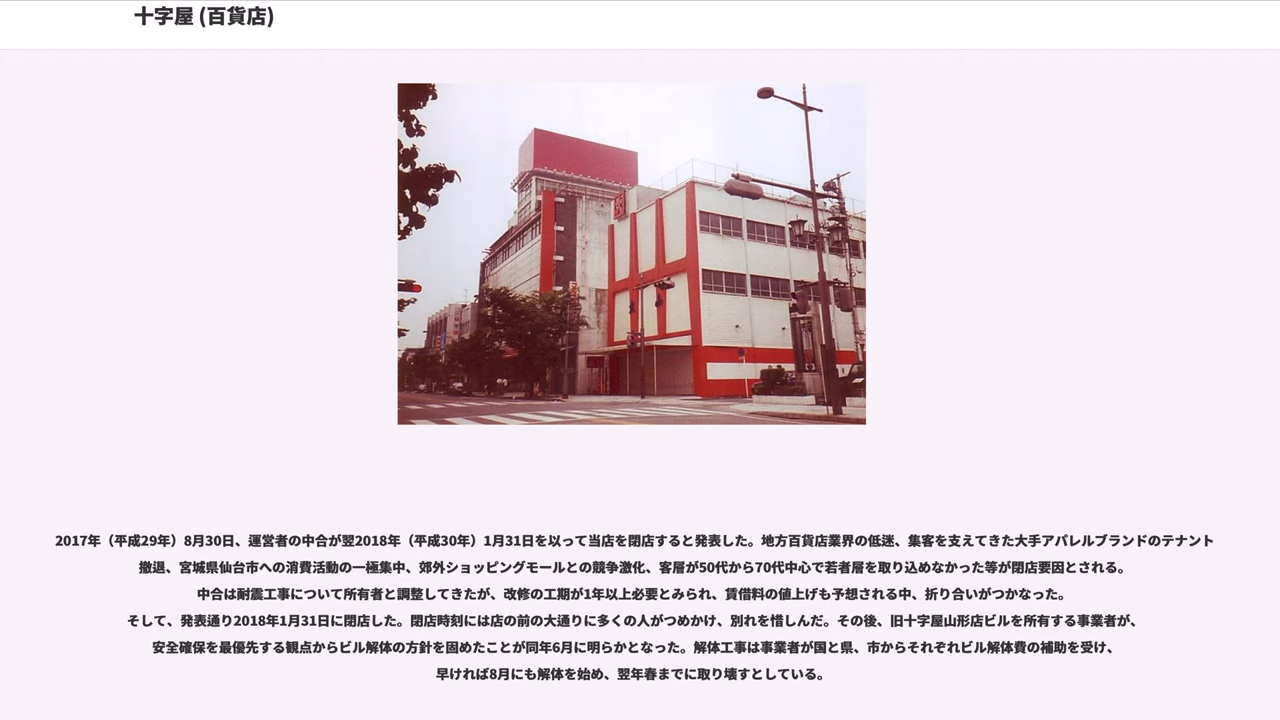 十字屋 (百貨店)
2017年（平成29年）8月30日、運営者の中合が翌2018年（平成30年）1月31日を以って当店を閉店すると発表した。地方百貨店業界の低迷、集客を支えてきた大手アパレルブランドのテナント
撤退、宮城県仙台市への消費活動の一極集中、郊外ショッピングモールとの競争激化、客層が50代から70代中心で若者層を取り込めなかった等が閉店要因とされる。
中合は耐震工事について所有者と調整してきたが、改修の工期が1年以上必要とみられ、賃借料の値上げも予想される中、折り合いがつかなった。
そして、発表通り2018年1月31日に閉店した。閉店時刻には店の前の大通りに多くの人がつめかけ、別れを惜しんだ。その後、旧十字屋山形店ビルを所有する事業者が、
安全確保を最優先する観点からビル解体の方針を固めたことが同年6月に明らかとなった。解体工事は事業者が国と県、市からそれぞれビル解体費の補助を受け、
早ければ8月にも解体を始め、翌年春までに取り壊すとしている。